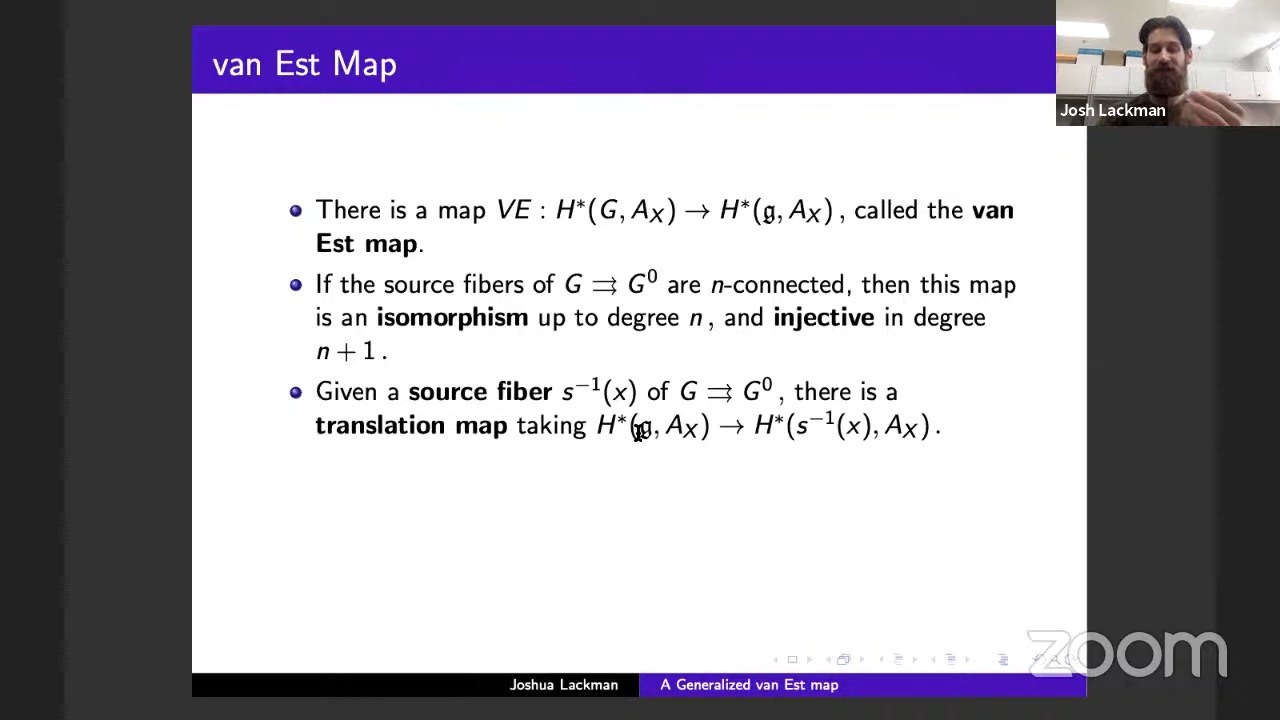 van Est Map
Josh Lackman
There is a map VE : H*(G, A_X) → H*(𝔤, A_X) , called the van
Est map.
If the source fibers of G ⇉ G⁰ are n-connected, then this map
is an isomorphism up to degree n , and injective in degree
n + 1 .
Given a source fiber s⁻¹(x) of G ⇉ G⁰ , there is a
translation map taking H*(𝔤, A_X) → H*(s⁻¹(x), A_X) .
zoom
Joshua Lackman A Generalized van Est map